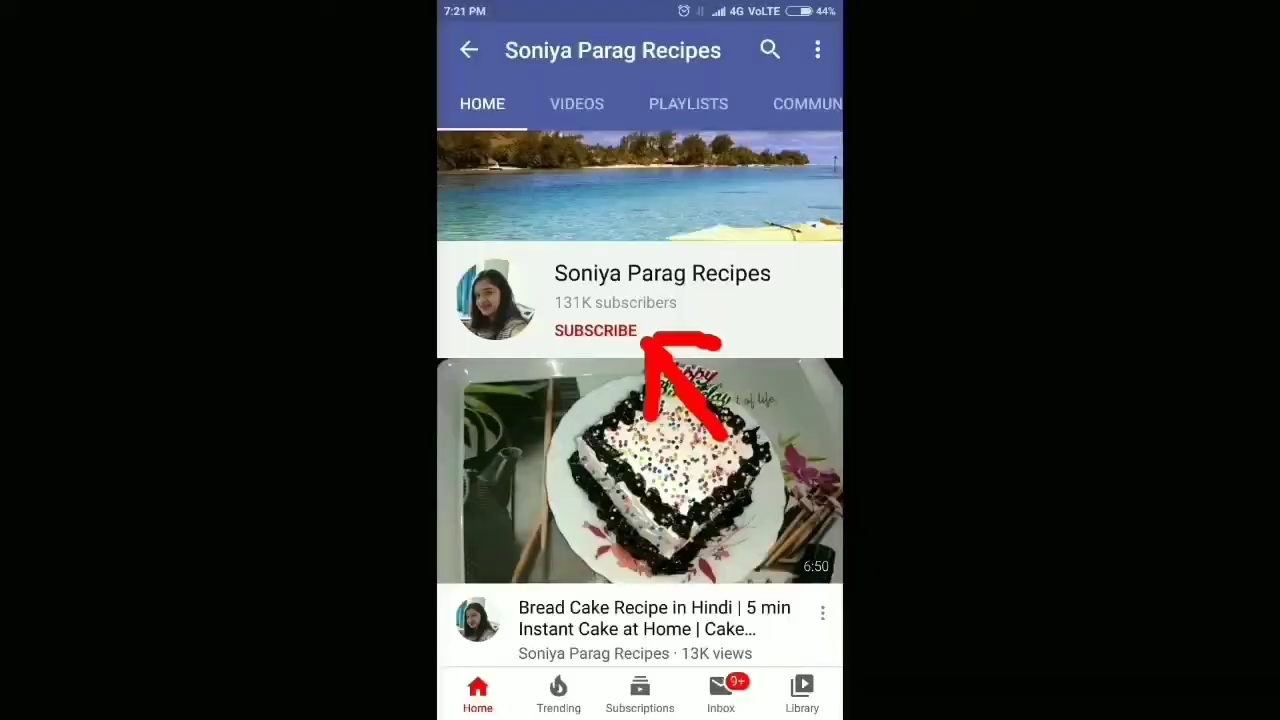 7:21 PM
4G VoLTE
44%
Soniya Parag Recipes
HOME
VIDEOS
PLAYLISTS
COMMUN
Soniya Parag Recipes
131K subscribers
SUBSCRIBE
t of life
6:50
Bread Cake Recipe in Hindi | 5 min
Instant Cake at Home | Cake...
Soniya Parag Recipes · 13K views
9+
Home
Trending
Subscriptions
Inbox
Library